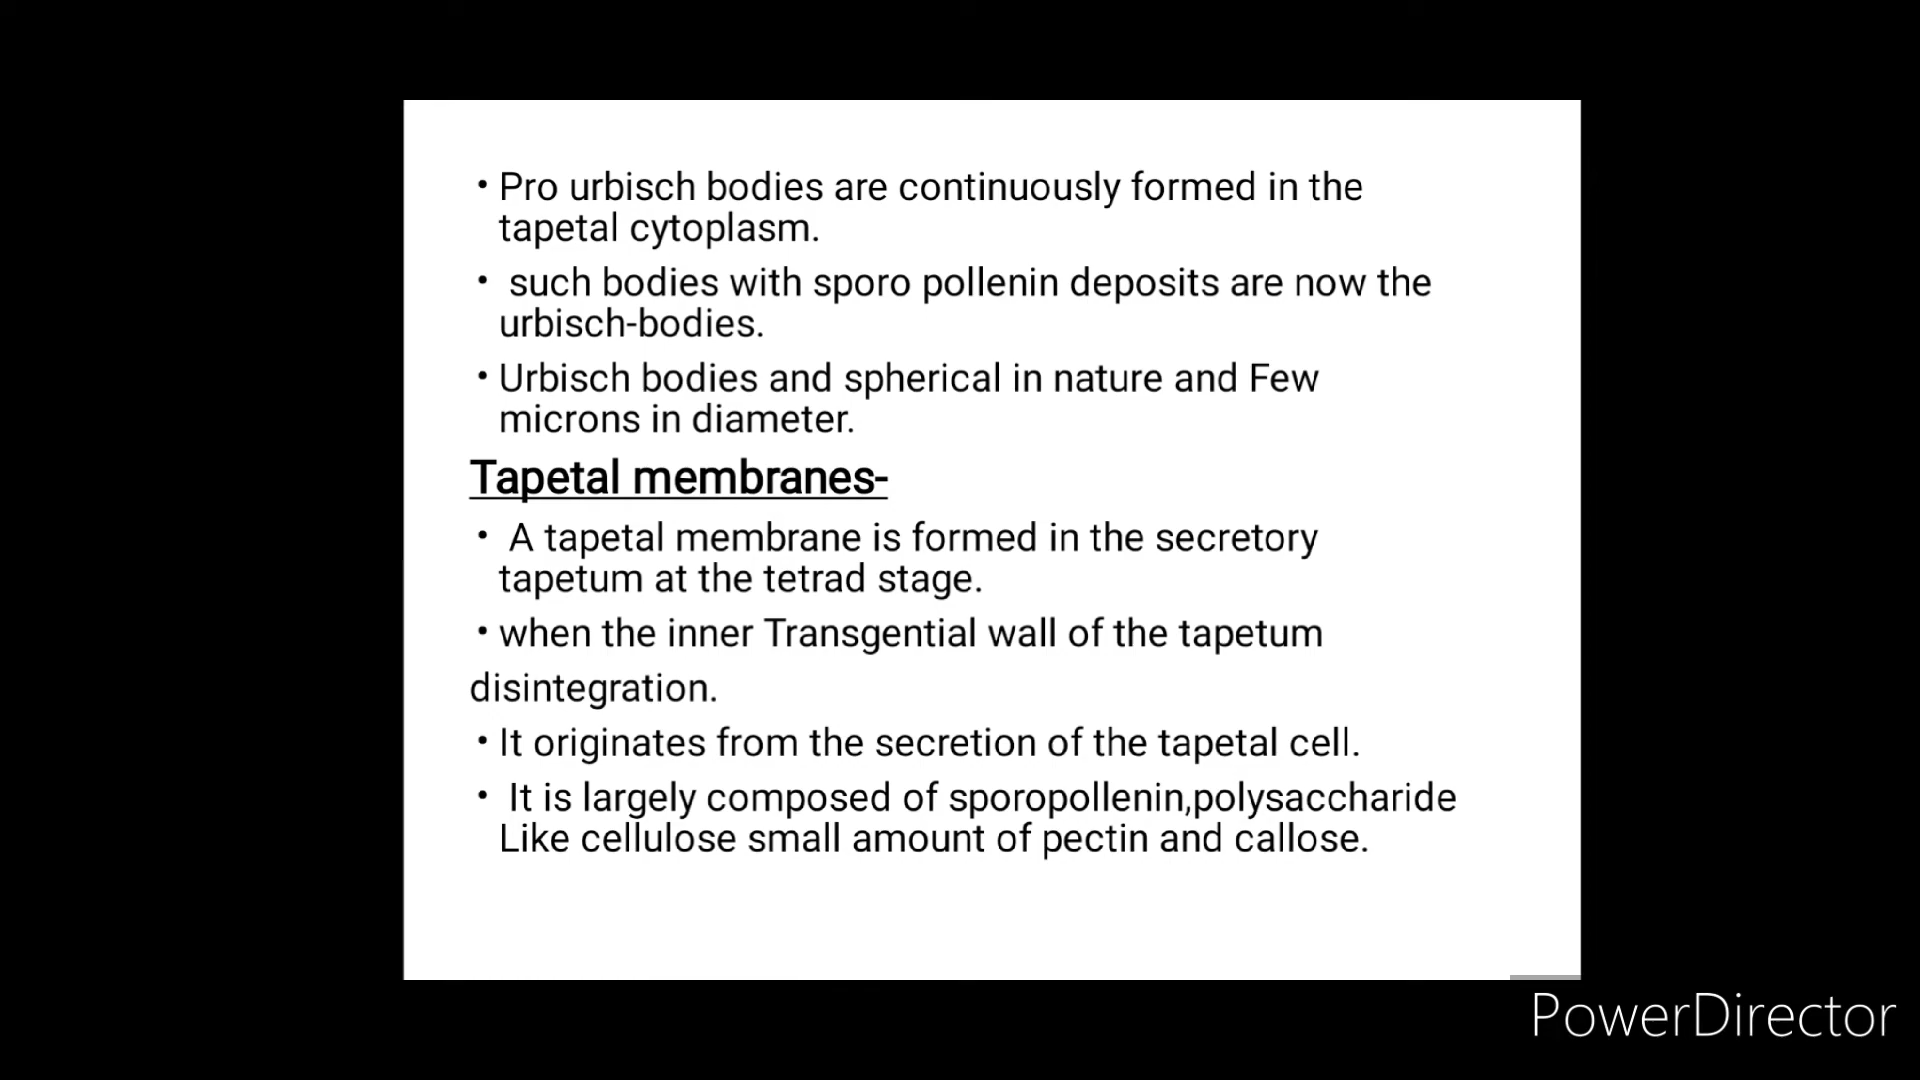 • Pro urbisch bodies are continuously formed in the
tapetal cytoplasm.
• such bodies with sporo pollenin deposits are now the
urbisch-bodies.
• Urbisch bodies and spherical in nature and Few
microns in diameter.
Tapetal membranes-
• A tapetal membrane is formed in the secretory
tapetum at the tetrad stage.
• when the inner Transgential wall of the tapetum
disintegration.
• It originates from the secretion of the tapetal cell.
• It is largely composed of sporopollenin,polysaccharide
Like cellulose small amount of pectin and callose.
PowerDirector